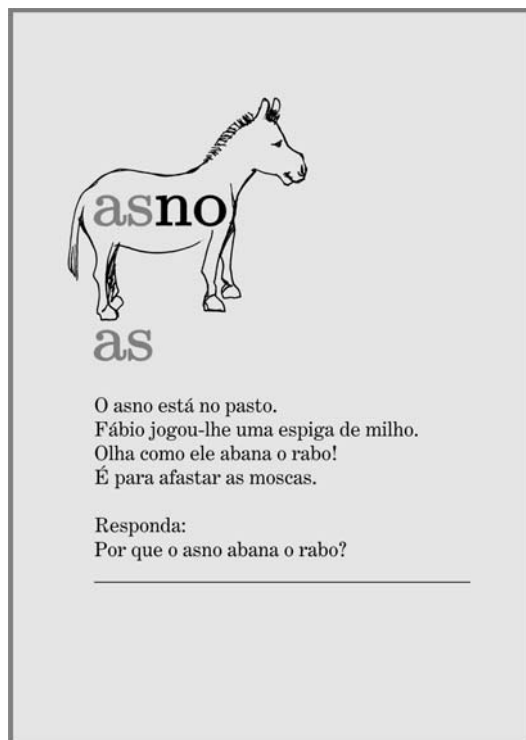 asno
as
O asno está no pasto.
Fábio jogou-lhe uma espiga de milho.
Olha como ele abana o rabo!
É para afastar as moscas.
Responda:
Por que o asno abana o rabo?